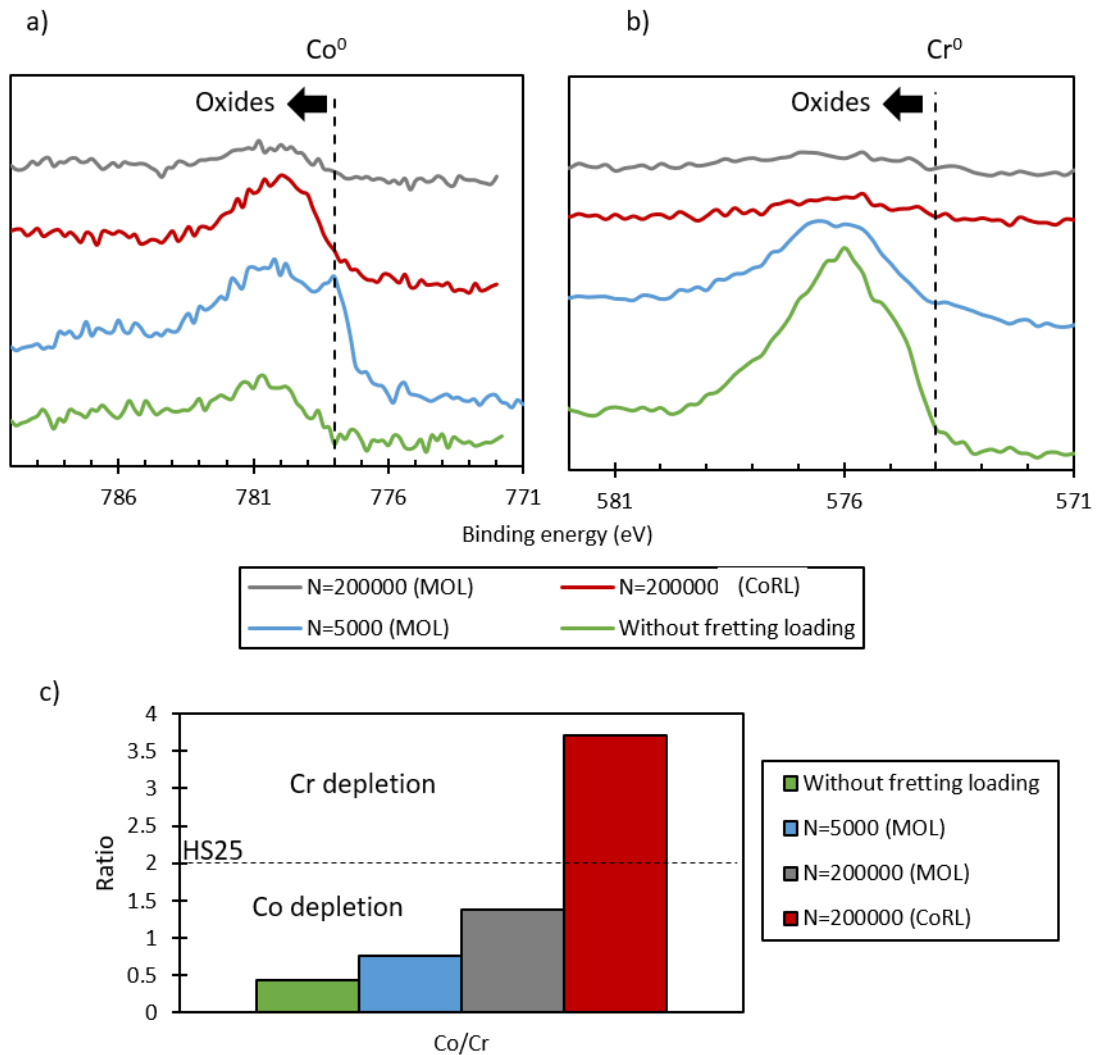 a)
b)
Co⁰
Cr⁰
Oxides
Oxides
786
781
776
771
581
576
571
Binding energy (eV)
N=200000 (MOL)
N=200000 (CoRL)
N=5000 (MOL)
Without fretting loading
c)
4
3.5
3
2.5
2
1.5
1
0.5
0
Ratio
Cr depletion
HS25
Co depletion
Co/Cr
Without fretting loading
N=5000 (MOL)
N=200000 (MOL)
N=200000 (CoRL)